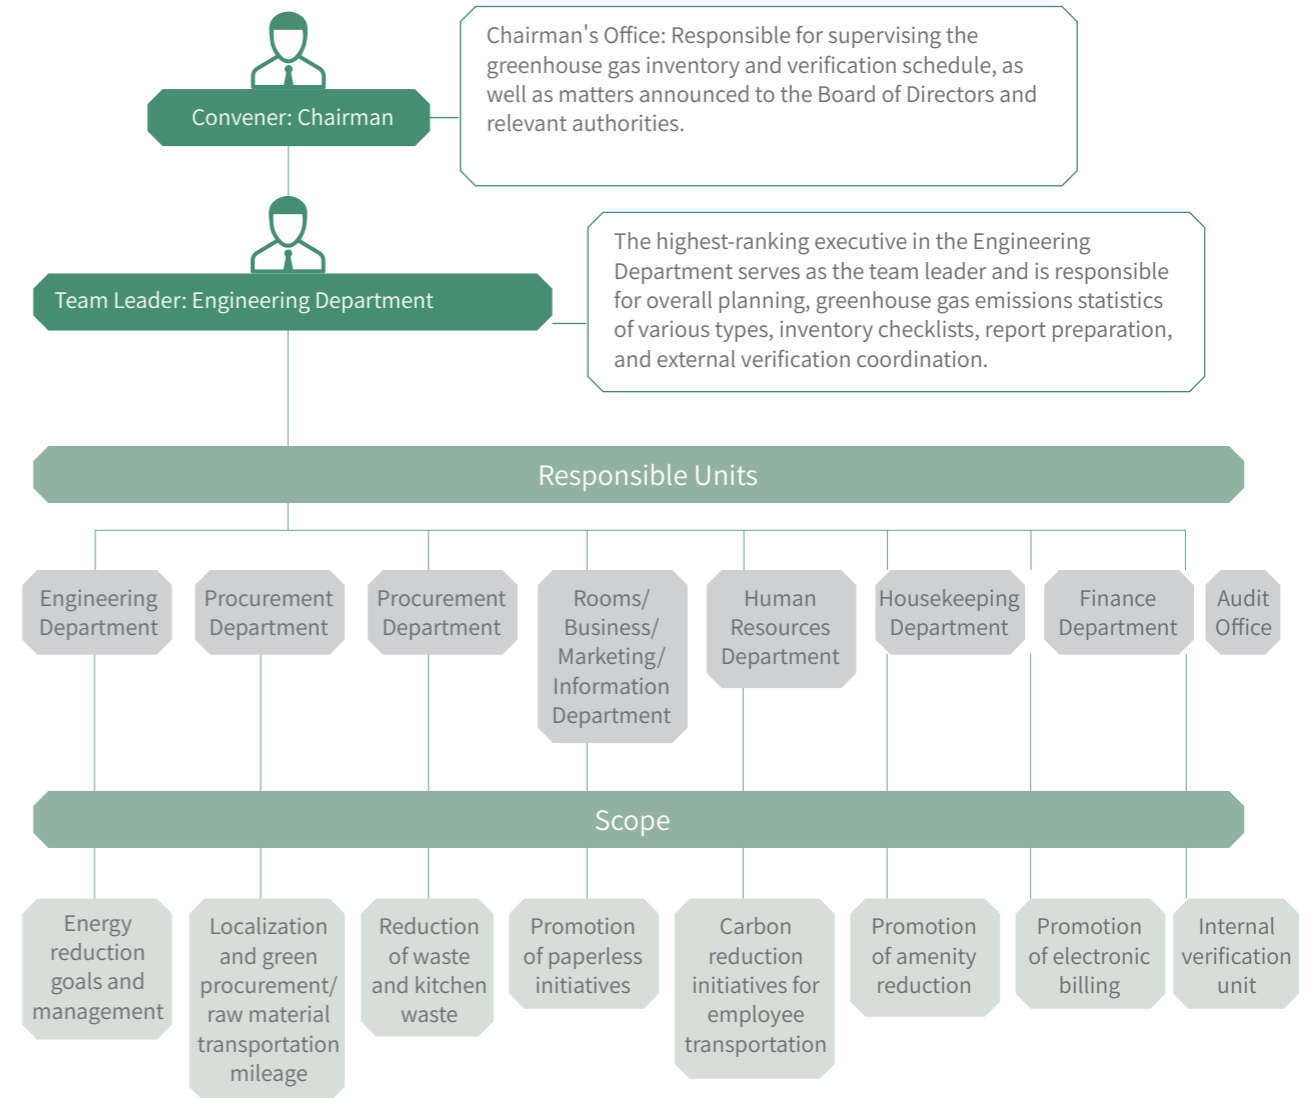 Chairman's Office: Responsible for supervising the
greenhouse gas inventory and verification schedule, as
well as matters announced to the Board of Directors and
relevant authorities.
Convener: Chairman
The highest-ranking executive in the Engineering
Department serves as the team leader and is responsible
for overall planning, greenhouse gas emissions statistics
of various types, inventory checklists, report preparation,
and external verification coordination.
Team Leader: Engineering Department
Responsible Units
Engineering
Department
Procurement
Department
Procurement
Department
Rooms/
Business/
Marketing/
Information
Department
Human
Resources
Department
Housekeeping
Department
Finance
Department
Audit
Office
Scope
Energy
reduction
goals and
management
Localization
and green
procurement/
raw material
transportation
mileage
Reduction
of waste
and kitchen
waste
Promotion
of paperless
initiatives
Carbon
reduction
initiatives for
employee
transportation
Promotion
of amenity
reduction
Promotion
of electronic
billing
Internal
verification
unit